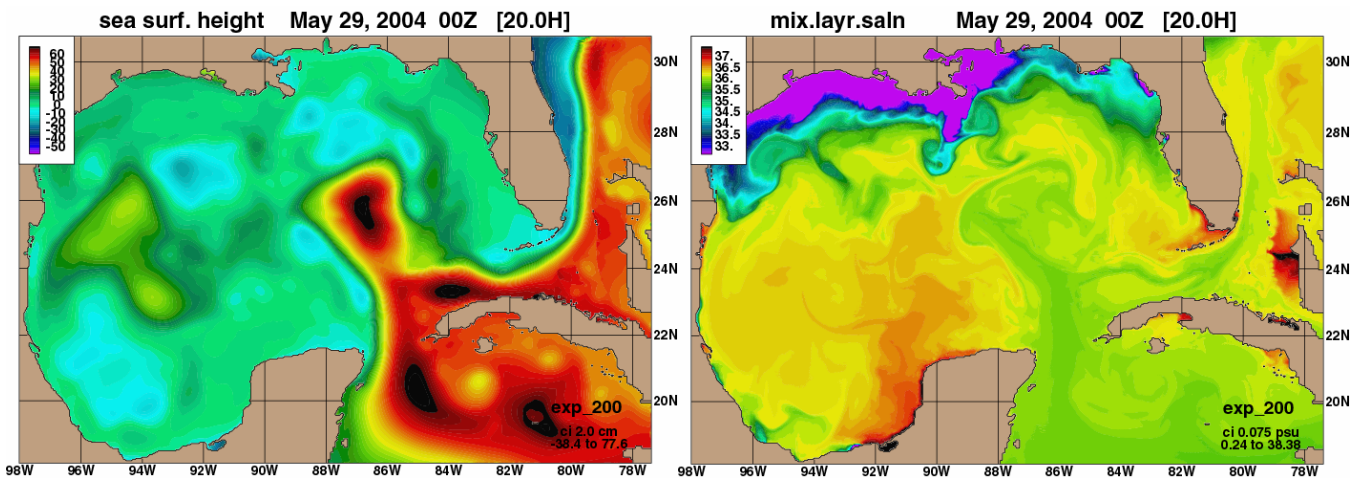 sea surf. height May 29, 2004 00Z [20.0H]
60
50
40
30
20
10
0
-10
-20
-30
-40
-50
exp_200
ci 2.0 cm
-38.4 to 77.6
98W 96W 94W 92W 90W 88W 86W 84W 82W 80W 78W
30N
28N
26N
24N
22N
20N
mix.layr.saln May 29, 2004 00Z [20.0H]
37.
36.5
36.
35.5
35.
34.5
34.
33.5
33.
exp_200
ci 0.075 psu
0.24 to 38.38
98W 96W 94W 92W 90W 88W 86W 84W 82W 80W 78W
30N
28N
26N
24N
22N
20N